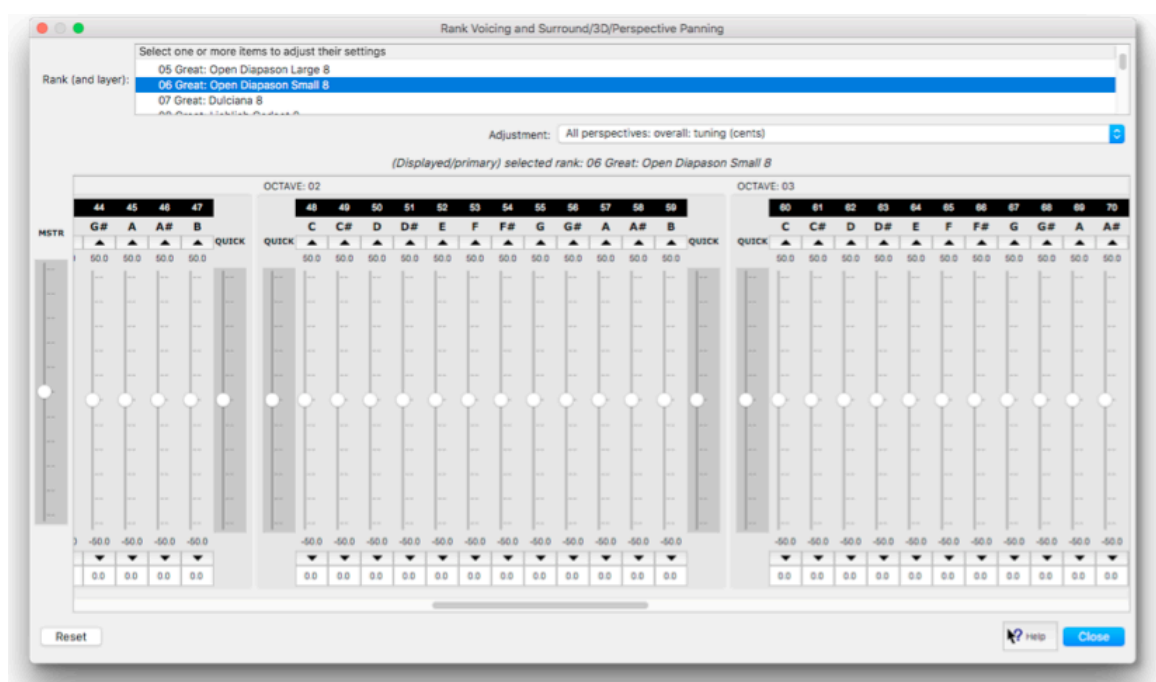 Rank Voicing and Surround/3D/Perspective Panning
Select one or more items to adjust their settings
Rank (and layer):
05 Great: Open Diapason Large 8
06 Great: Open Diapason Small 8
07 Great: Dulciana 8
Adjustment: All perspectives: overall: tuning (cents)
(Displayed/primary) selected rank: 06 Great: Open Diapason Small 8
OCTAVE: 02 OCTAVE: 03
44 45 46 47 48 49 50 51 52 53 54 55 56 57 58 59 60 61 62 63 64 65 66 67 68 69 70
MSTR G# A A# B QUICK QUICK C C# D D# E F F# G G# A A# B QUICK QUICK C C# D D# E F F# G G# A A#
50.0 50.0 50.0 50.0 50.0 50.0 50.0 50.0 50.0 50.0 50.0 50.0 50.0 50.0 50.0 50.0 50.0 50.0 50.0 50.0 50.0 50.0 50.0 50.0 50.0 50.0 50.0
-50.0 -50.0 -50.0 -50.0 -50.0 -50.0 -50.0 -50.0 -50.0 -50.0 -50.0 -50.0 -50.0 -50.0 -50.0 -50.0 -50.0 -50.0 -50.0 -50.0 -50.0 -50.0 -50.0 -50.0 -50.0 -50.0 -50.0
0.0 0.0 0.0 0.0 0.0 0.0 0.0 0.0 0.0 0.0 0.0 0.0 0.0 0.0 0.0 0.0 0.0 0.0 0.0 0.0 0.0 0.0 0.0 0.0 0.0 0.0 0.0
Reset Help Close